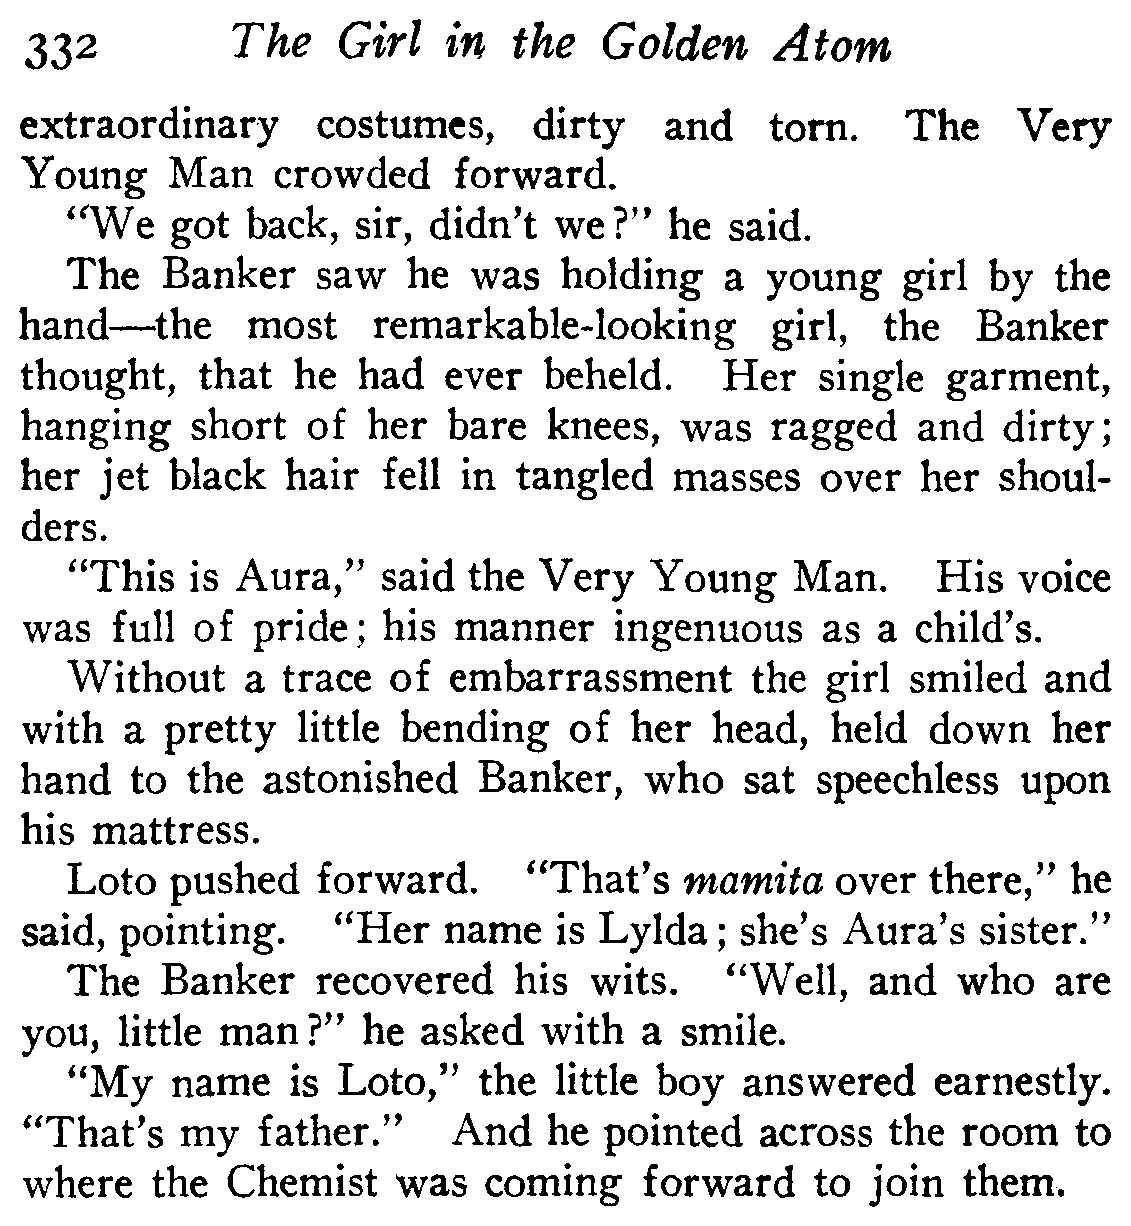 332 The Girl in the Golden Atom
extraordinary costumes, dirty and torn. The Very
Young Man crowded forward.
"We got back, sir, didn't we?" he said.
The Banker saw he was holding a young girl by the
hand—the most remarkable-looking girl, the Banker
thought, that he had ever beheld. Her single garment,
hanging short of her bare knees, was ragged and dirty;
her jet black hair fell in tangled masses over her shoul-
ders.
"This is Aura," said the Very Young Man. His voice
was full of pride; his manner ingenuous as a child's.
Without a trace of embarrassment the girl smiled and
with a pretty little bending of her head, held down her
hand to the astonished Banker, who sat speechless upon
his mattress.
Loto pushed forward. "That's mamita over there," he
said, pointing. "Her name is Lylda; she's Aura's sister."
The Banker recovered his wits. "Well, and who are
you, little man?" he asked with a smile.
"My name is Loto," the little boy answered earnestly.
"That's my father." And he pointed across the room to
where the Chemist was coming forward to join them.